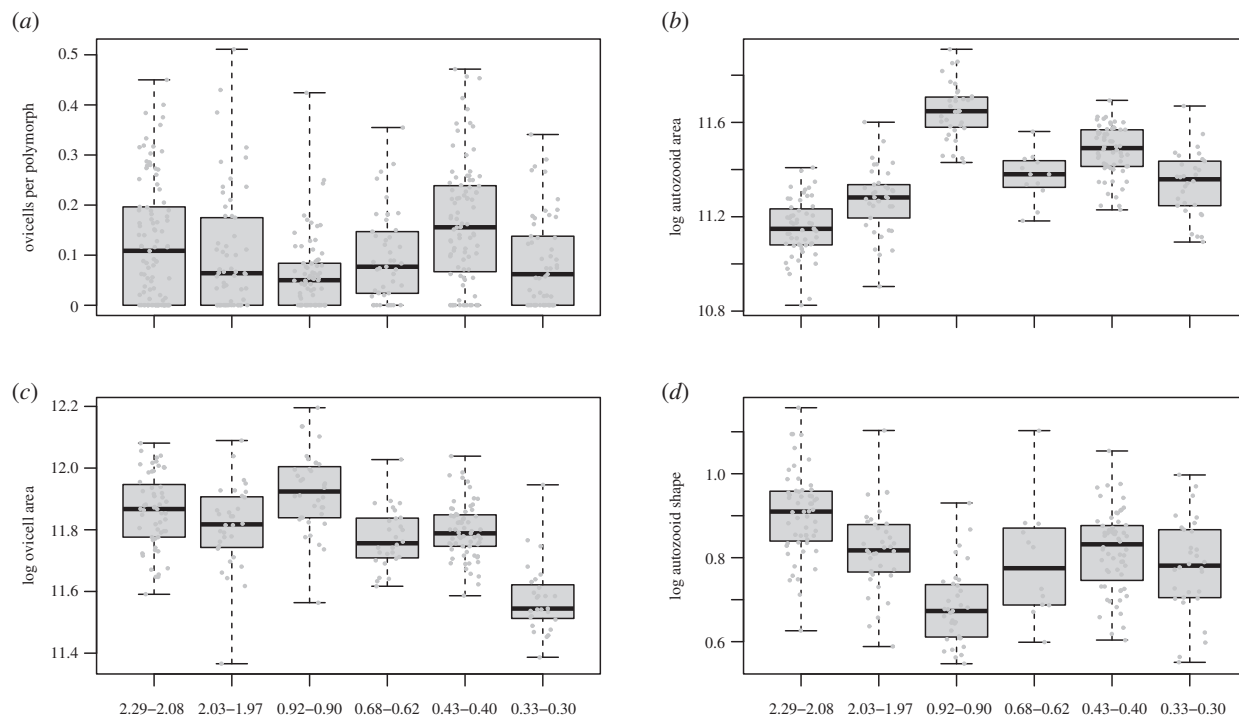 (a)
ovicells per polymorph
0.5
0.4
0.3
0.2
0.1
0
(b)
log autozooid area
11.6
11.2
10.8
(c)
log ovicell area
12.2
12.0
11.8
11.6
11.4
2.29–2.08 2.03–1.97 0.92–0.90 0.68–0.62 0.43–0.40 0.33–0.30
(d)
log autozooid shape
1.0
0.8
0.6
2.29–2.08 2.03–1.97 0.92–0.90 0.68–0.62 0.43–0.40 0.33–0.30